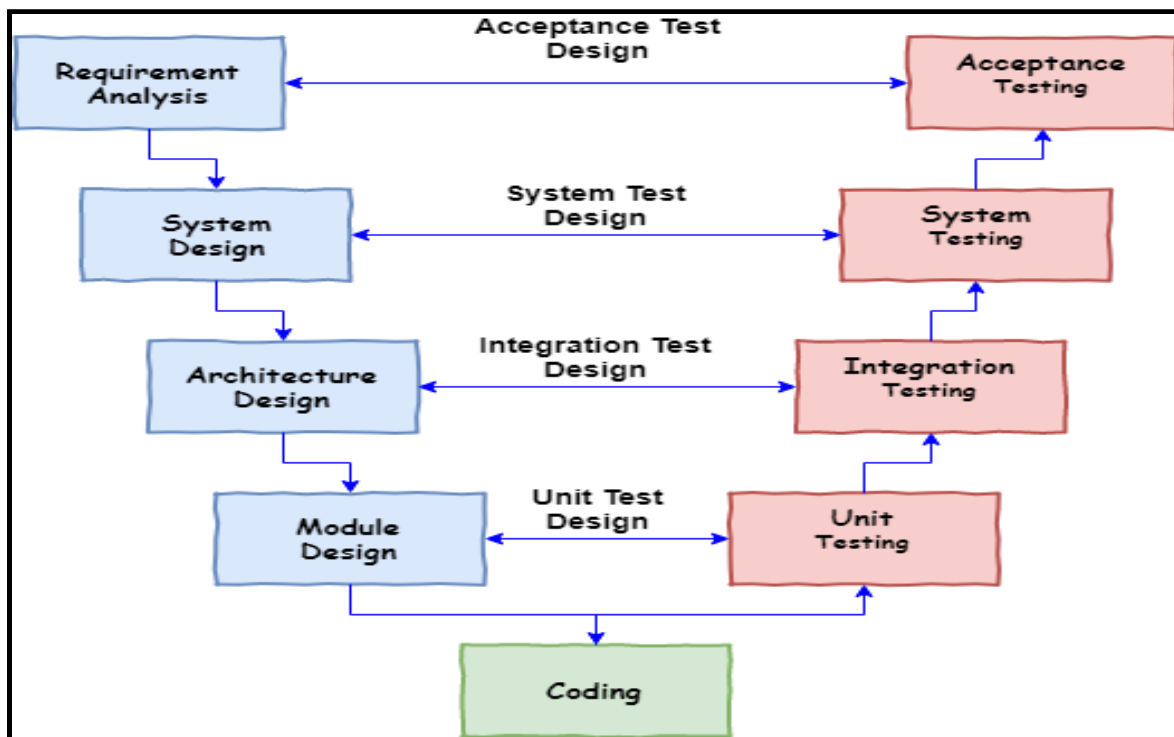 Acceptance Test
Design
Requirement
Analysis
Acceptance
Testing
System Test
Design
System
Design
System
Testing
Integration Test
Design
Architecture
Design
Integration
Testing
Unit Test
Design
Module
Design
Unit
Testing
Coding